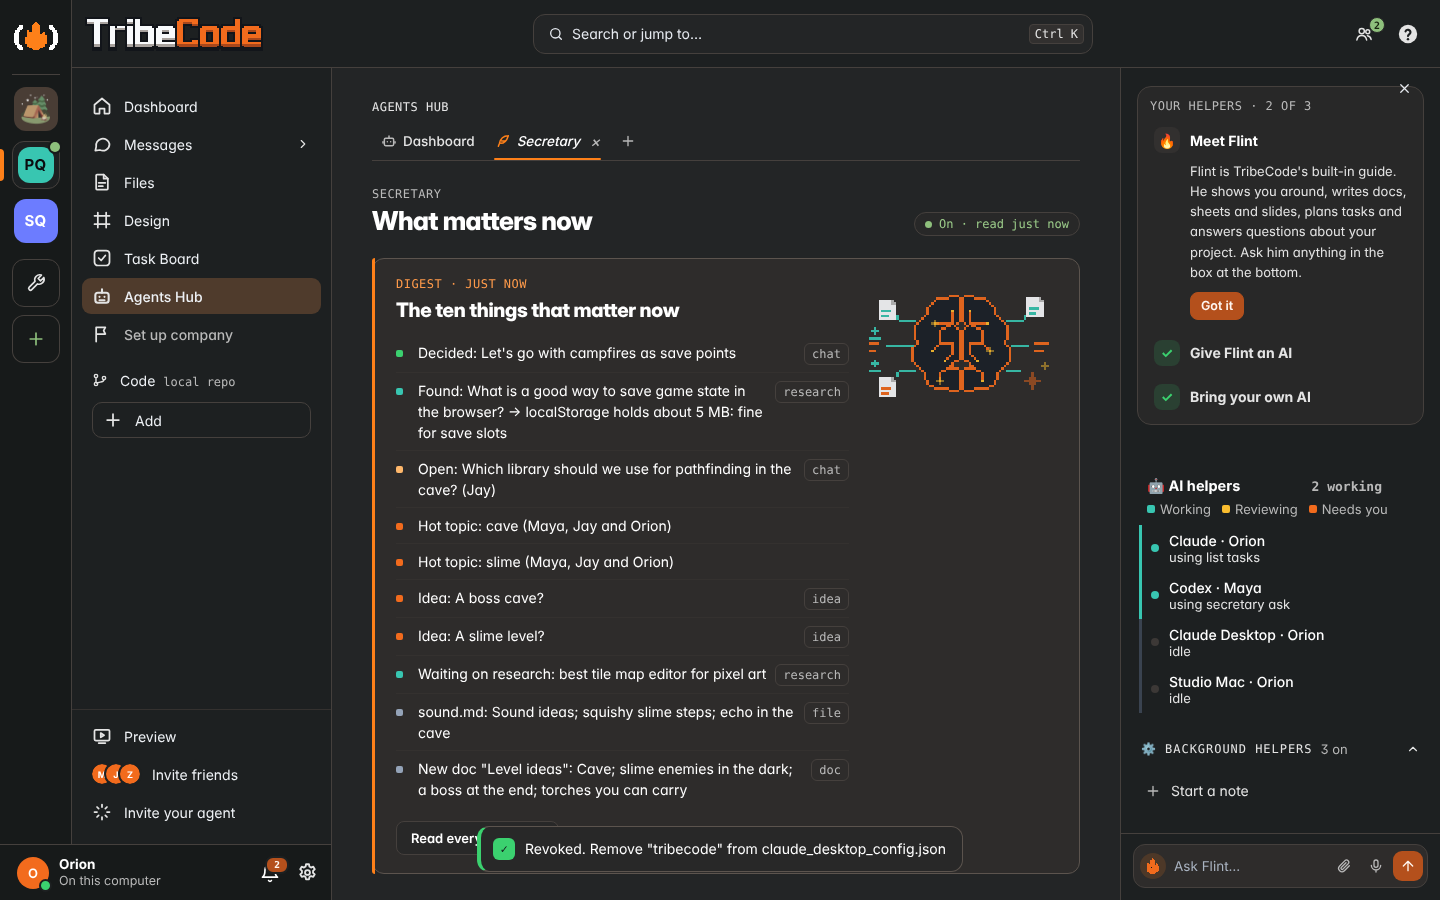 TribeCode
Search or jump to...
Ctrl K
2
PQ
SQ
Dashboard
Messages
Files
Design
Task Board
Agents Hub
Set up company
Code local repo
Add
Preview
Invite friends
Invite your agent
O
Orion
On this computer
2
AGENTS HUB
Dashboard
Secretary
SECRETARY
What matters now
On · read just now
DIGEST · JUST NOW
The ten things that matter now
Decided: Let's go with campfires as save points
chat
Found: What is a good way to save game state in
the browser? → localStorage holds about 5 MB: fine
for save slots
research
Open: Which library should we use for pathfinding in the
cave? (Jay)
chat
Hot topic: cave (Maya, Jay and Orion)
Hot topic: slime (Maya, Jay and Orion)
Idea: A boss cave?
idea
Idea: A slime level?
idea
Waiting on research: best tile map editor for pixel art
research
sound.md: Sound ideas; squishy slime steps; echo in the
cave
file
New doc "Level ideas": Cave; slime enemies in the dark;
a boss at the end; torches you can carry
doc
Read every
Revoked. Remove "tribecode" from claude_desktop_config.json
YOUR HELPERS · 2 OF 3
Meet Flint
Flint is TribeCode's built-in guide.
He shows you around, writes docs,
sheets and slides, plans tasks and
answers questions about your
project. Ask him anything in the
box at the bottom.
Got it
Give Flint an AI
Bring your own AI
AI helpers
2 working
Working
Reviewing
Needs you
Claude · Orion
using list tasks
Codex · Maya
using secretary ask
Claude Desktop · Orion
idle
Studio Mac · Orion
idle
BACKGROUND HELPERS 3 on
Start a note
Ask Flint...